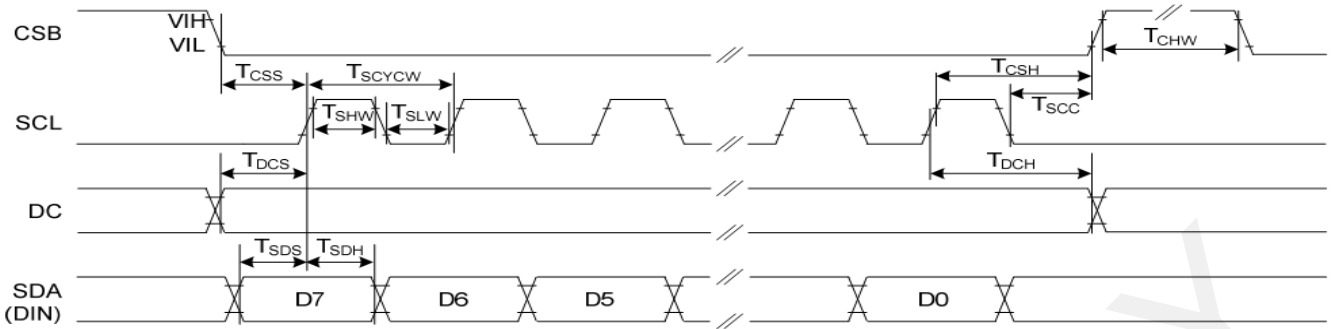 CSB
VIH
VIL
TCSS
TSCYCW
TCSH
TCHW
SCL
TSHW
TSLW
TSCC
TDCS
TDCH
DC
TSDS
TSDH
SDA
(DIN)
D7
D6
D5
D0